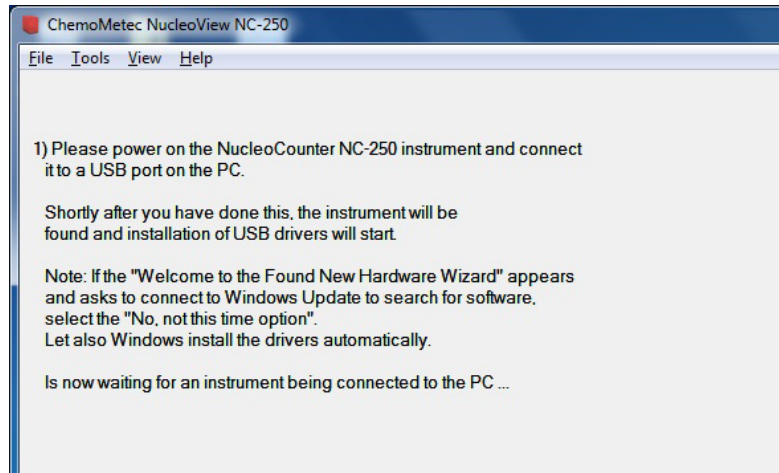 ChemoMetec NucleoView NC-250
File Tools View Help
1) Please power on the NucleoCounter NC-250 instrument and connect
it to a USB port on the PC.
Shortly after you have done this, the instrument will be
found and installation of USB drivers will start.
Note: If the "Welcome to the Found New Hardware Wizard" appears
and asks to connect to Windows Update to search for software,
select the "No, not this time option".
Let also Windows install the drivers automatically.
Is now waiting for an instrument being connected to the PC ...